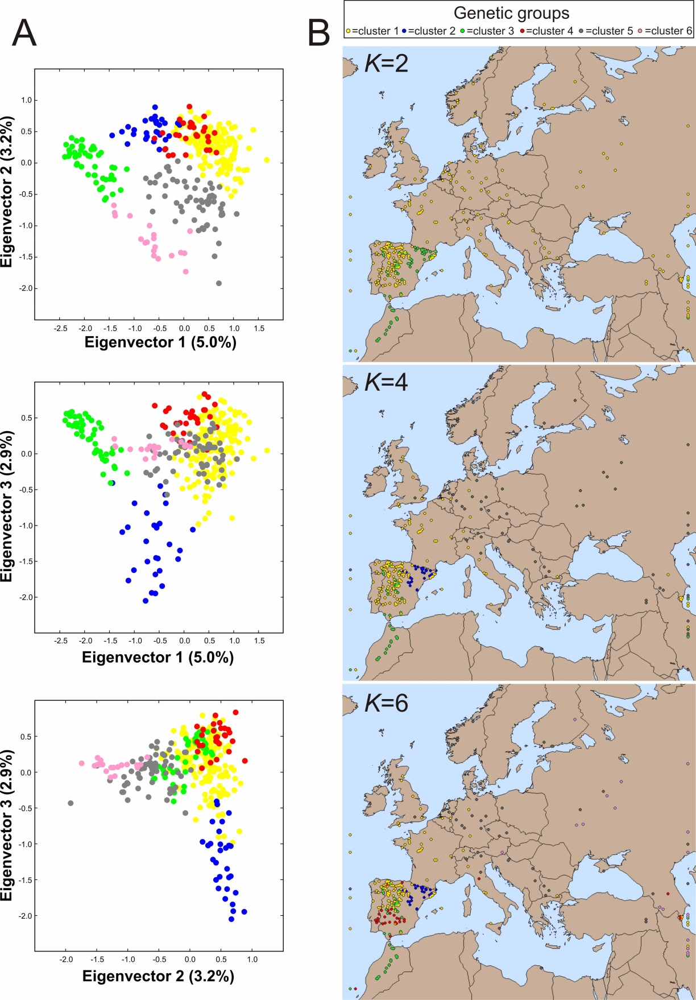 A
B
Genetic groups
=cluster 1 =cluster 2 =cluster 3 =cluster 4 =cluster 5 =cluster 6
K=2
1.0
0.5
0.0
-0.5
-1.0
-1.5
-2.0
Eigenvector 2 (3.2%)
-2.5 -2.0 -1.5 -1.0 -0.5 0.0 0.5 1.0 1.5
Eigenvector 1 (5.0%)
K=4
0.5
0.0
-0.5
-1.0
-1.5
-2.0
Eigenvector 3 (2.9%)
-2.5 -2.0 -1.5 -1.0 -0.5 0.0 0.5 1.0 1.5
Eigenvector 1 (5.0%)
K=6
0.5
0.0
-0.5
-1.0
-1.5
-2.0
Eigenvector 3 (2.9%)
-2.0 -1.5 -1.0 -0.5 0.0 0.5 1.0
Eigenvector 2 (3.2%)